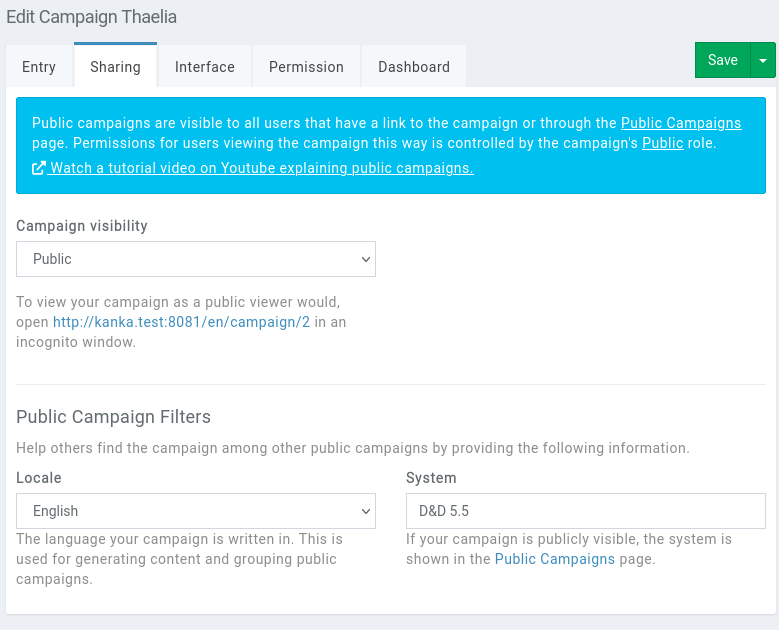 Edit Campaign Thaelia
Entry
Sharing
Interface
Permission
Dashboard
Save
Public campaigns are visible to all users that have a link to the campaign or through the Public Campaigns
page. Permissions for users viewing the campaign this way is controlled by the campaign's Public role.
Watch a tutorial video on Youtube explaining public campaigns.
Campaign visibility
Public
To view your campaign as a public viewer would,
open http://kanka.test:8081/en/campaign/2 in an
incognito window.
Public Campaign Filters
Help others find the campaign among other public campaigns by providing the following information.
Locale
English
The language your campaign is written in. This is
used for generating content and grouping public
campaigns.
System
D&D 5.5
If your campaign is publicly visible, the system is
shown in the Public Campaigns page.